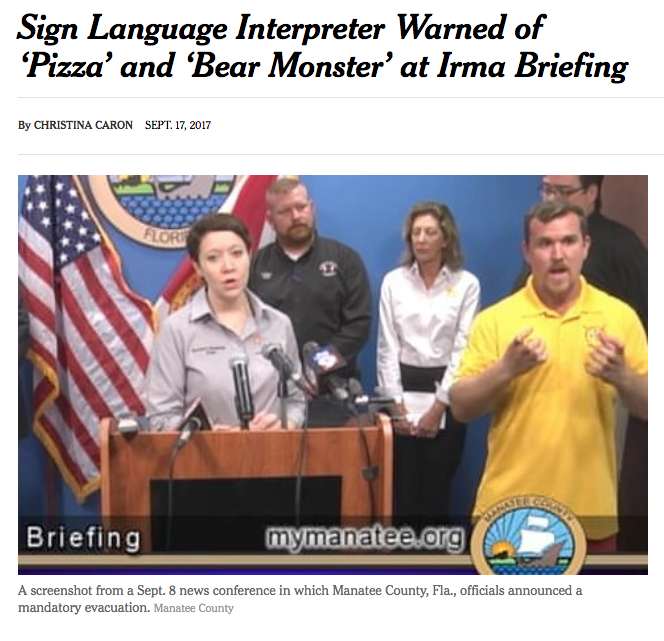 Sign Language Interpreter Warned of
‘Pizza’ and ‘Bear Monster’ at Irma Briefing
By CHRISTINA CARON SEPT. 17, 2017
FLORI
Briefing
mymanatee.org
MANATEE COUNTY
A screenshot from a Sept. 8 news conference in which Manatee County, Fla., officials announced a
mandatory evacuation. Manatee County